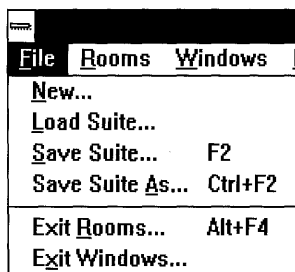 File Rooms Windows
New...
Load Suite...
Save Suite... F2
Save Suite As... Ctrl+F2
Exit Rooms... Alt+F4
Exit Windows...